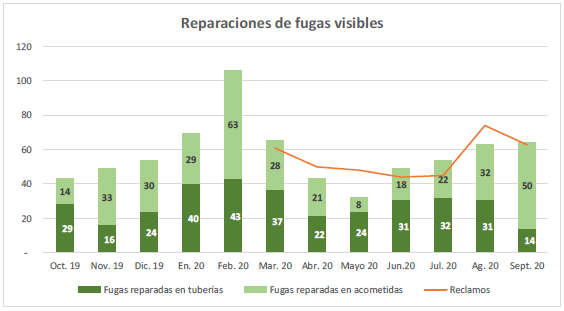 Reparaciones de fugas visibles
120
100
80
60
40
20
-
14 33 30 29 63 28 21 8 18 22 32 50
29 16 24 40 43 37 22 24 31 32 31 14
Oct. 19 Nov. 19 Dic. 19 En. 20 Feb. 20 Mar. 20 Abr. 20 Mayo 20 Jun.20 Jul. 20 Ag. 20 Sept. 20
Fugas reparadas en tuberías Fugas reparadas en acometidas Reclamos